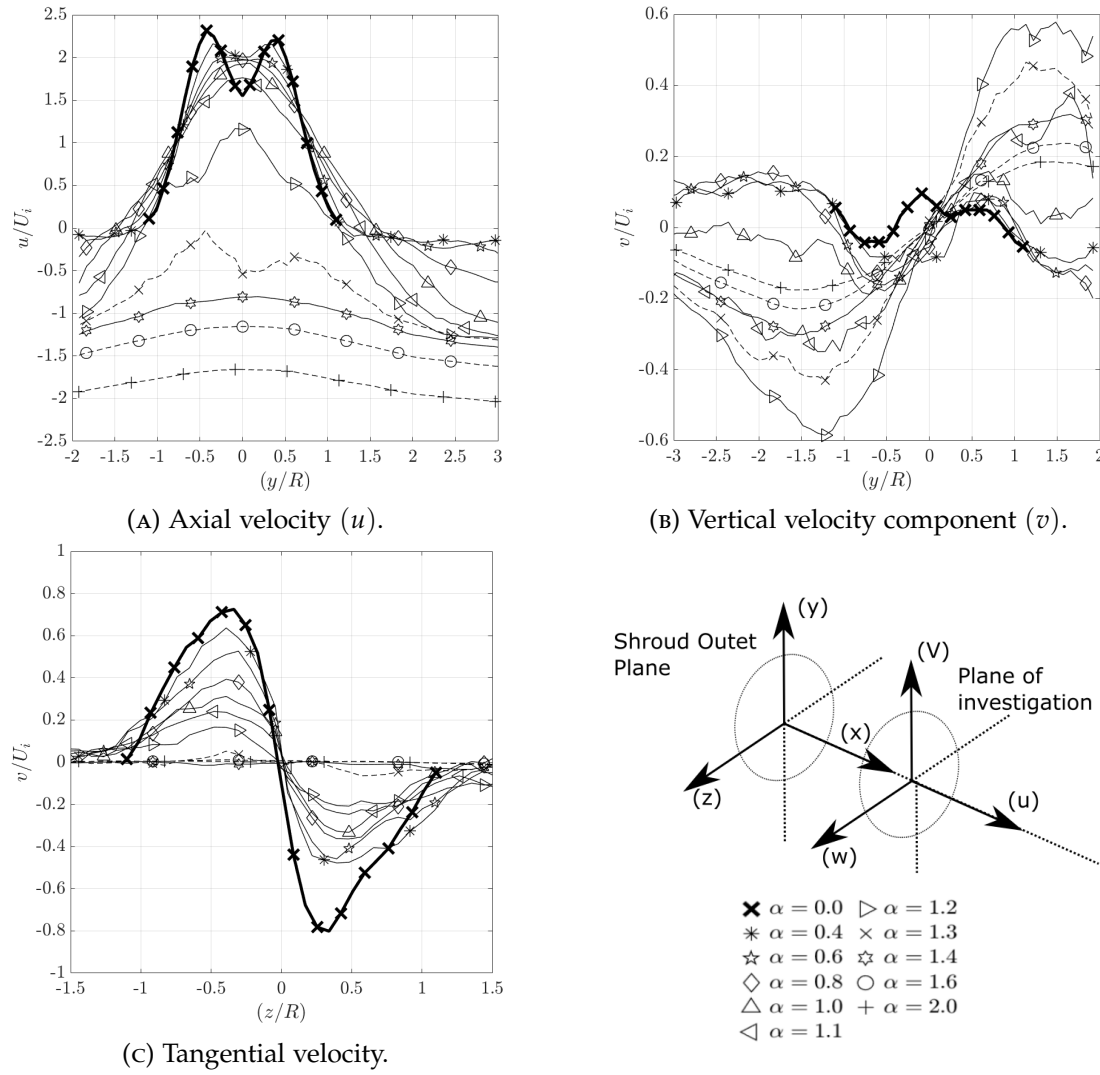 2.5
2
1.5
1
0.5
0
-0.5
-1
-1.5
-2
-2.5
u/U_i
-2 -1.5 -1 -0.5 0 0.5 1 1.5 2 2.5 3
(y/R)
(A) Axial velocity (u).
0.6
0.4
0.2
0
-0.2
-0.4
-0.6
v/U_i
-3 -2.5 -2 -1.5 -1 -0.5 0 0.5 1 1.5 2
(y/R)
(B) Vertical velocity component (v).
1
0.8
0.6
0.4
0.2
0
-0.2
-0.4
-0.6
-0.8
-1
v/U_i
-1.5 -1 -0.5 0 0.5 1 1.5
(z/R)
(C) Tangential velocity.
(y)
Shroud Outet
Plane
(V)
Plane of
investigation
(x)
(z)
(u)
(w)
α = 0.0 α = 1.2
α = 0.4 α = 1.3
α = 0.6 α = 1.4
α = 0.8 α = 1.6
α = 1.0 α = 2.0
α = 1.1